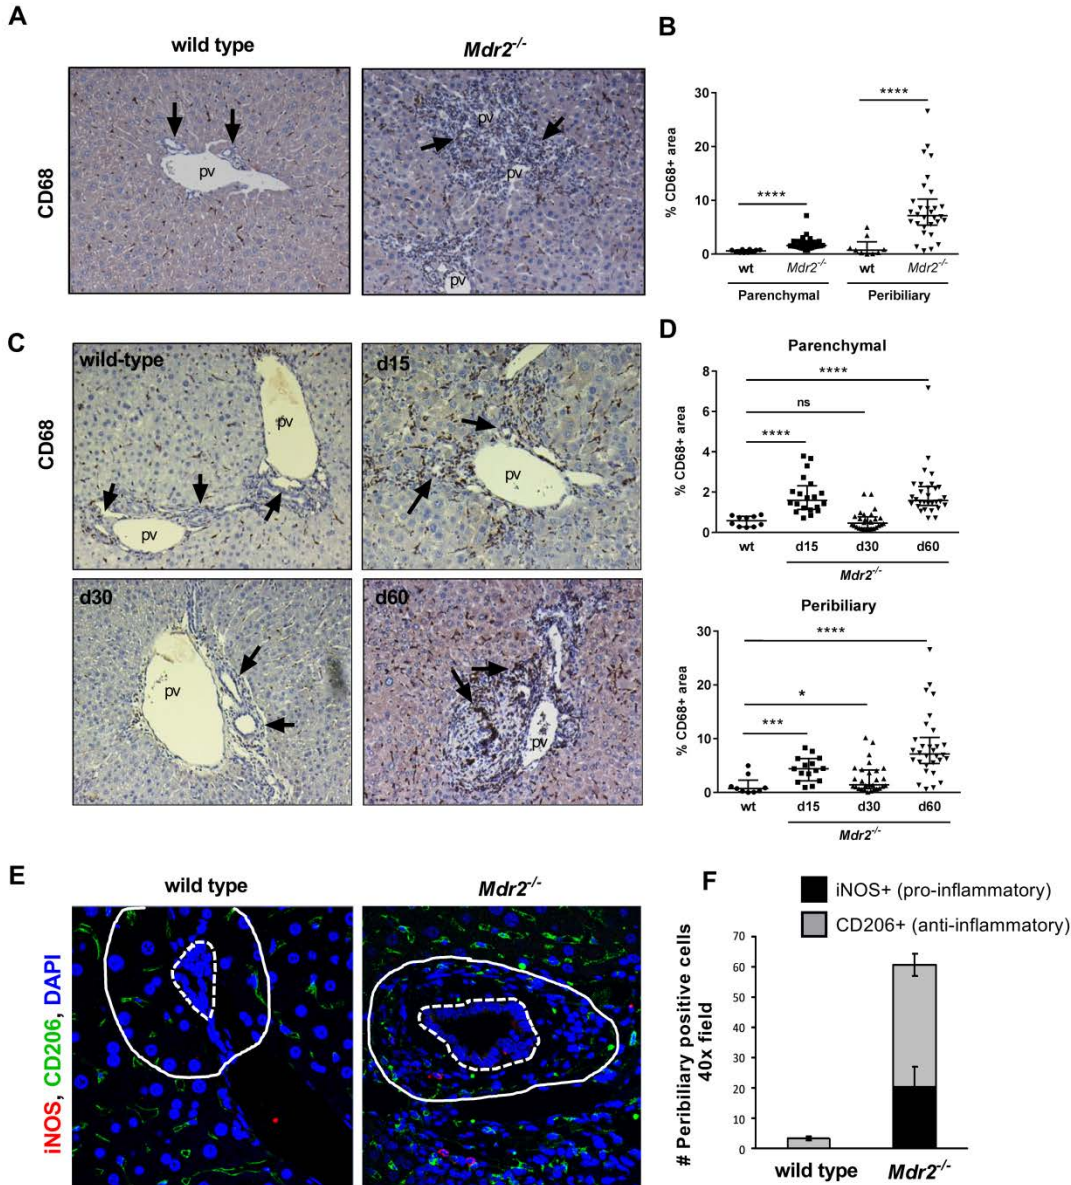 A
wild type
Mdr2-/-
CD68
pv
pv
pv
pv
B
% CD68+ area
30
20
10
0
****
****
wt
Mdr2-/-
wt
Mdr2-/-
Parenchymal
Peribiliary
C
CD68
wild-type
pv
pv
d15
pv
d30
pv
d60
pv
D
Parenchymal
% CD68+ area
8
6
4
2
0
****
ns
****
wt
d15
d30
d60
Mdr2-/-
Peribiliary
% CD68+ area
30
20
10
0
****
*
***
wt
d15
d30
d60
Mdr2-/-
E
wild type
Mdr2-/-
iNOS, CD206, DAPI
F
iNOS+ (pro-inflammatory)
CD206+ (anti-inflammatory)
# Peribiliary positive cells
40x field
70
60
50
40
30
20
10
0
wild type
Mdr2-/-